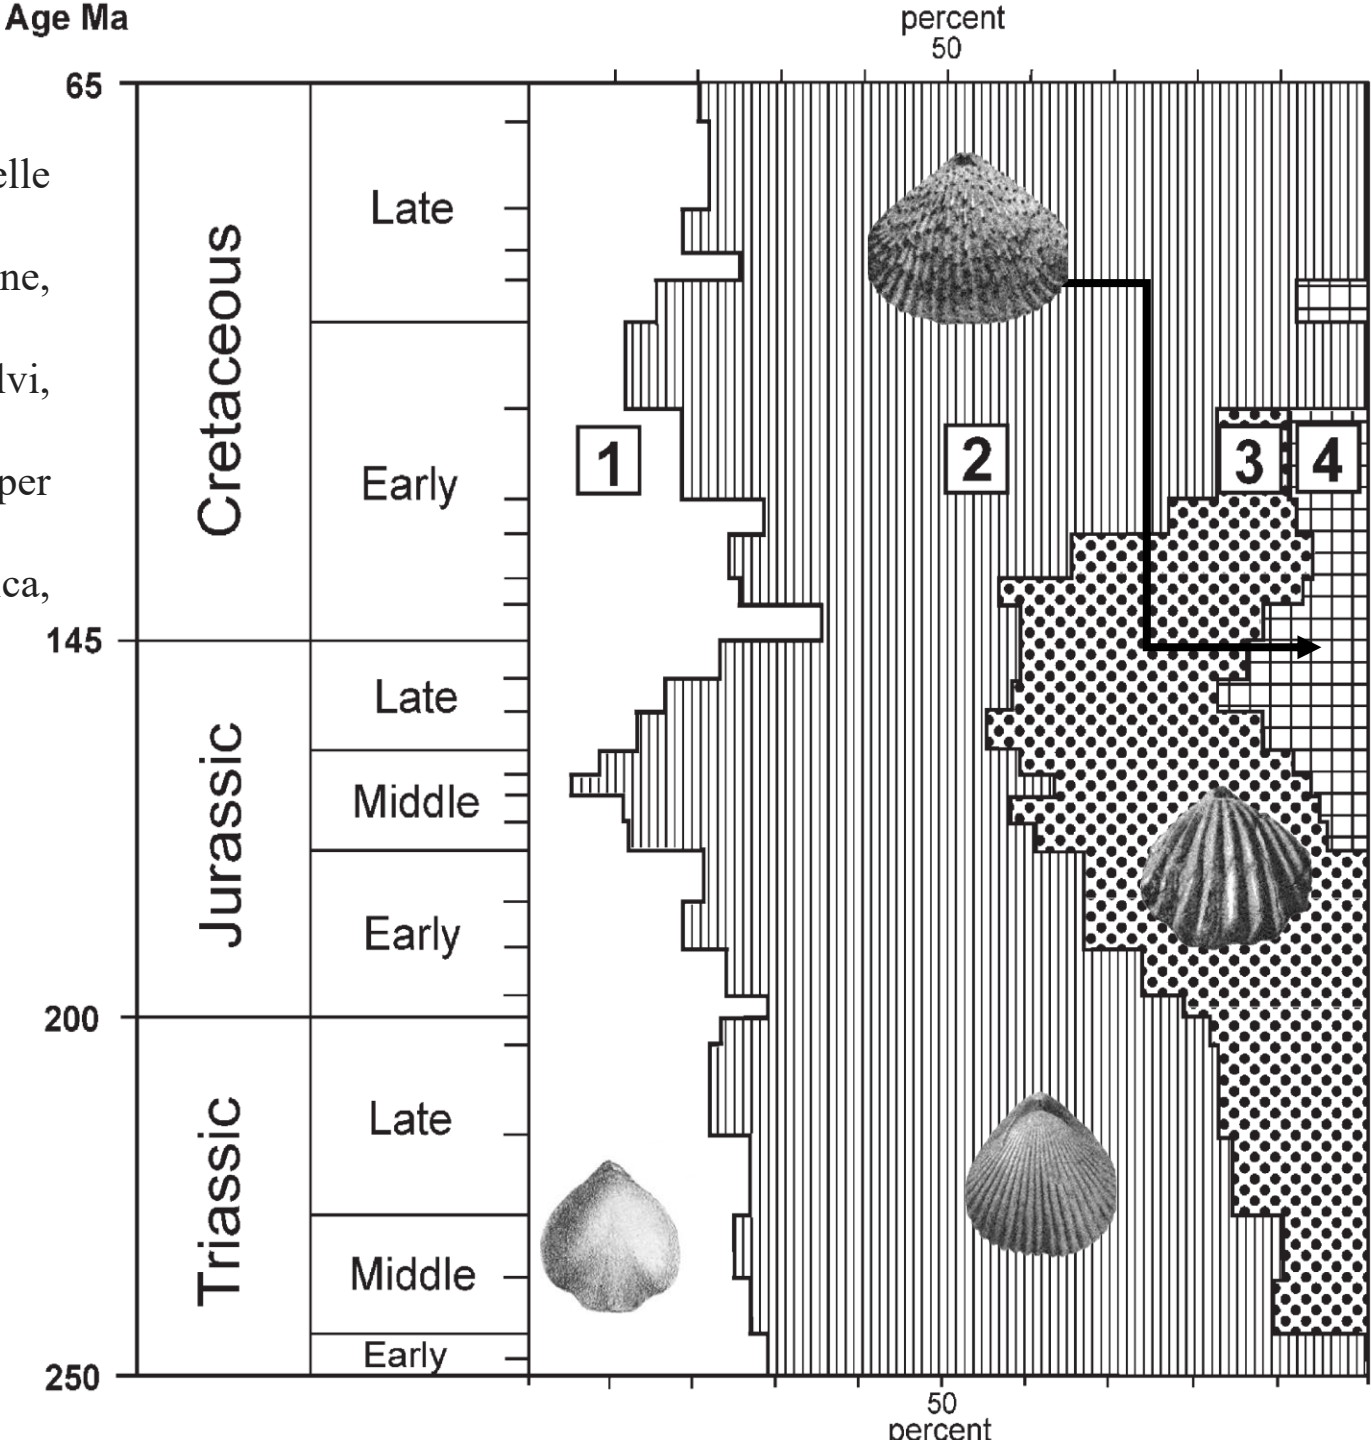 Age Ma
percent
50
65
elle
ne,
lvi,
per
ca,
Cretaceous
Late
Early
1
2
3
4
145
Jurassic
Late
Middle
Early
200
Triassic
Late
Middle
Early
250
50
percent